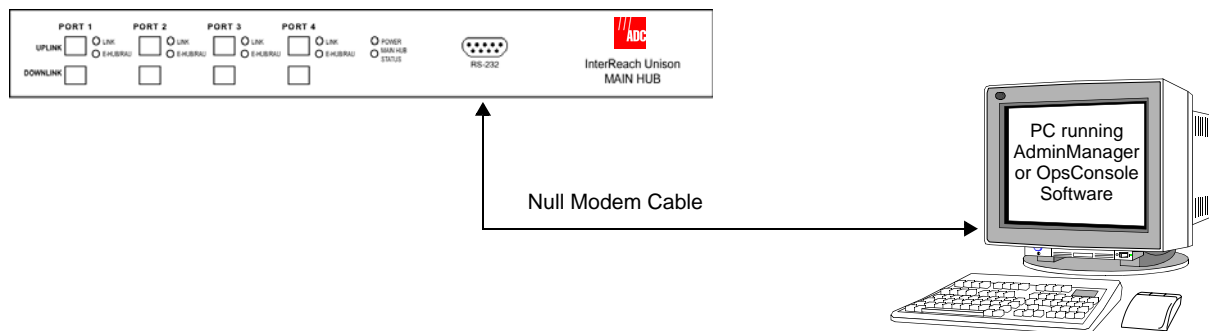 PORT 1 PORT 2 PORT 3 PORT 4
UPLINK
LINK
E-HUB/RAU
LINK
E-HUB/RAU
LINK
E-HUB/RAU
LINK
E-HUB/RAU
POWER
MAIN HUB
STATUS
DOWNLINK
RS-232
ADC
InterReach Unison
MAIN HUB
PC running
AdminManager
or OpsConsole
Software
Null Modem Cable